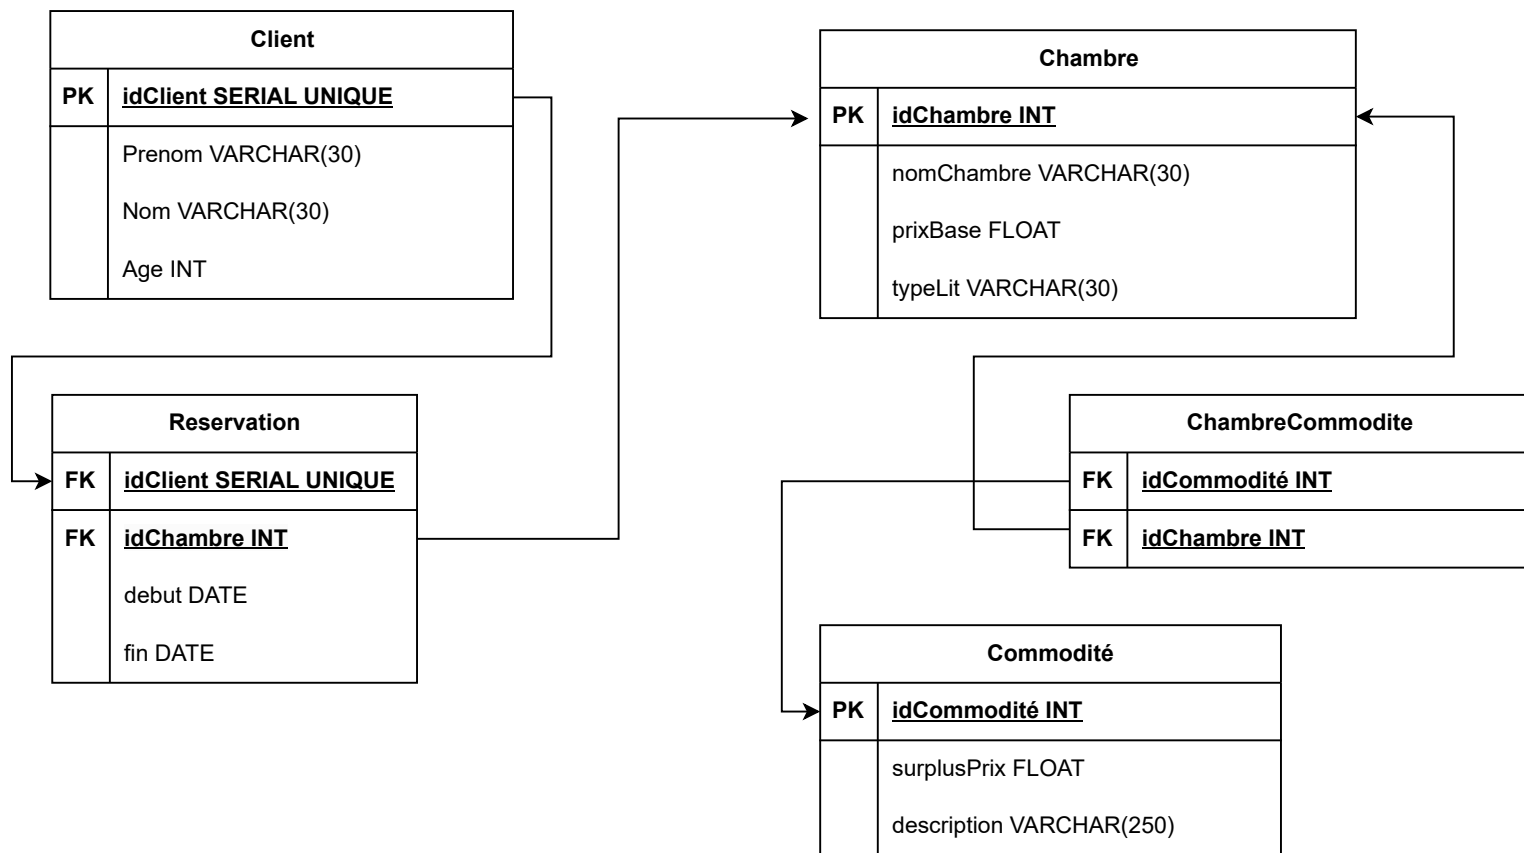 Client
PK idClient SERIAL UNIQUE
Prenom VARCHAR(30)
Nom VARCHAR(30)
Age INT
Chambre
PK idChambre INT
nomChambre VARCHAR(30)
prixBase FLOAT
typeLit VARCHAR(30)
Reservation
FK idClient SERIAL UNIQUE
FK idChambre INT
debut DATE
fin DATE
ChambreCommodite
FK idCommodité INT
FK idChambre INT
Commodité
PK idCommodité INT
surplusPrix FLOAT
description VARCHAR(250)